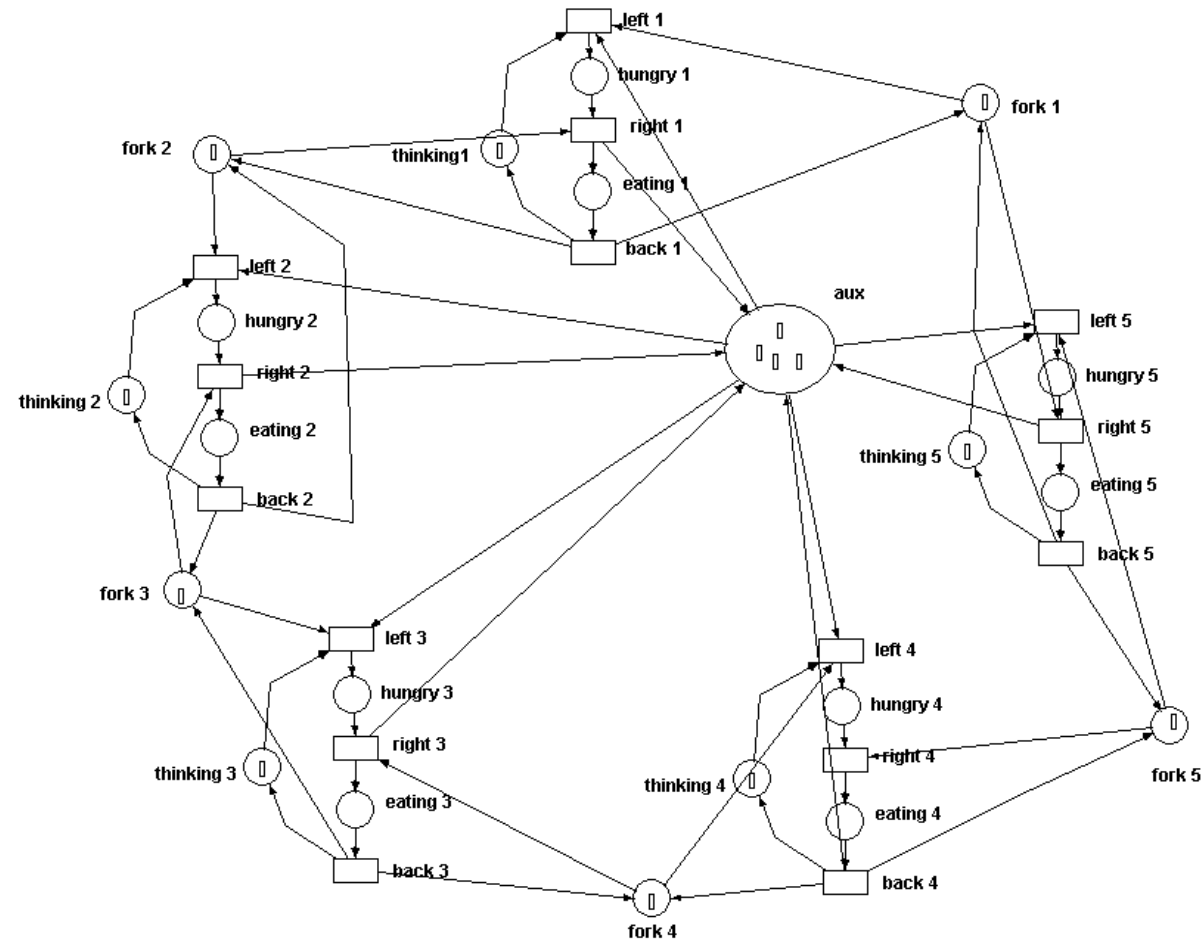 left 1
hungry 1
fork 1
right 1
fork 2
thinking1
eating 1
back 1
left 2
aux
hungry 2
left 5
right 2
hungry 5
thinking 2
eating 2
right 5
thinking 5
eating 5
back 2
back 5
fork 3
left 3
left 4
hungry 3
hungry 4
right 3
right 4
thinking 3
thinking 4
fork 5
eating 3
eating 4
back 3
back 4
fork 4